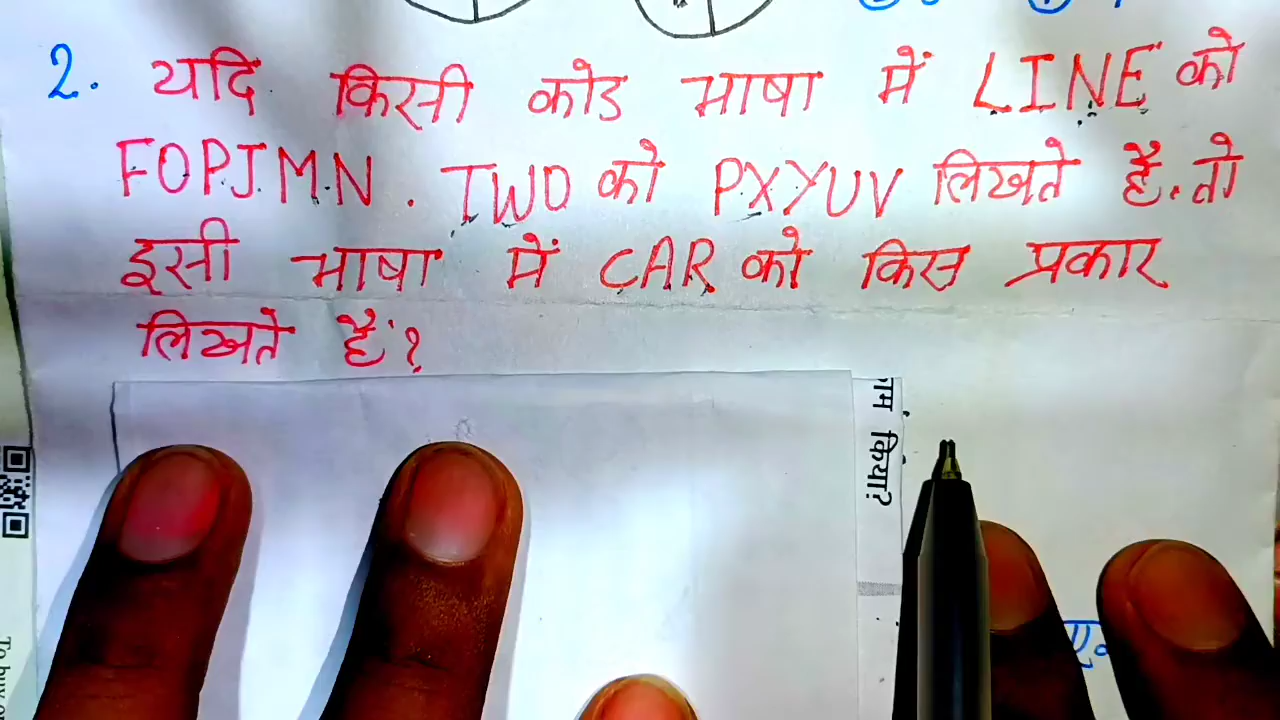 2. यदि किसी कोड भाषा में LINE को
FOPJMN. TWO को PXYUV लिखते हैं. तो
इसी भाषा में CAR को किस प्रकार
लिखते हैं?
किया?